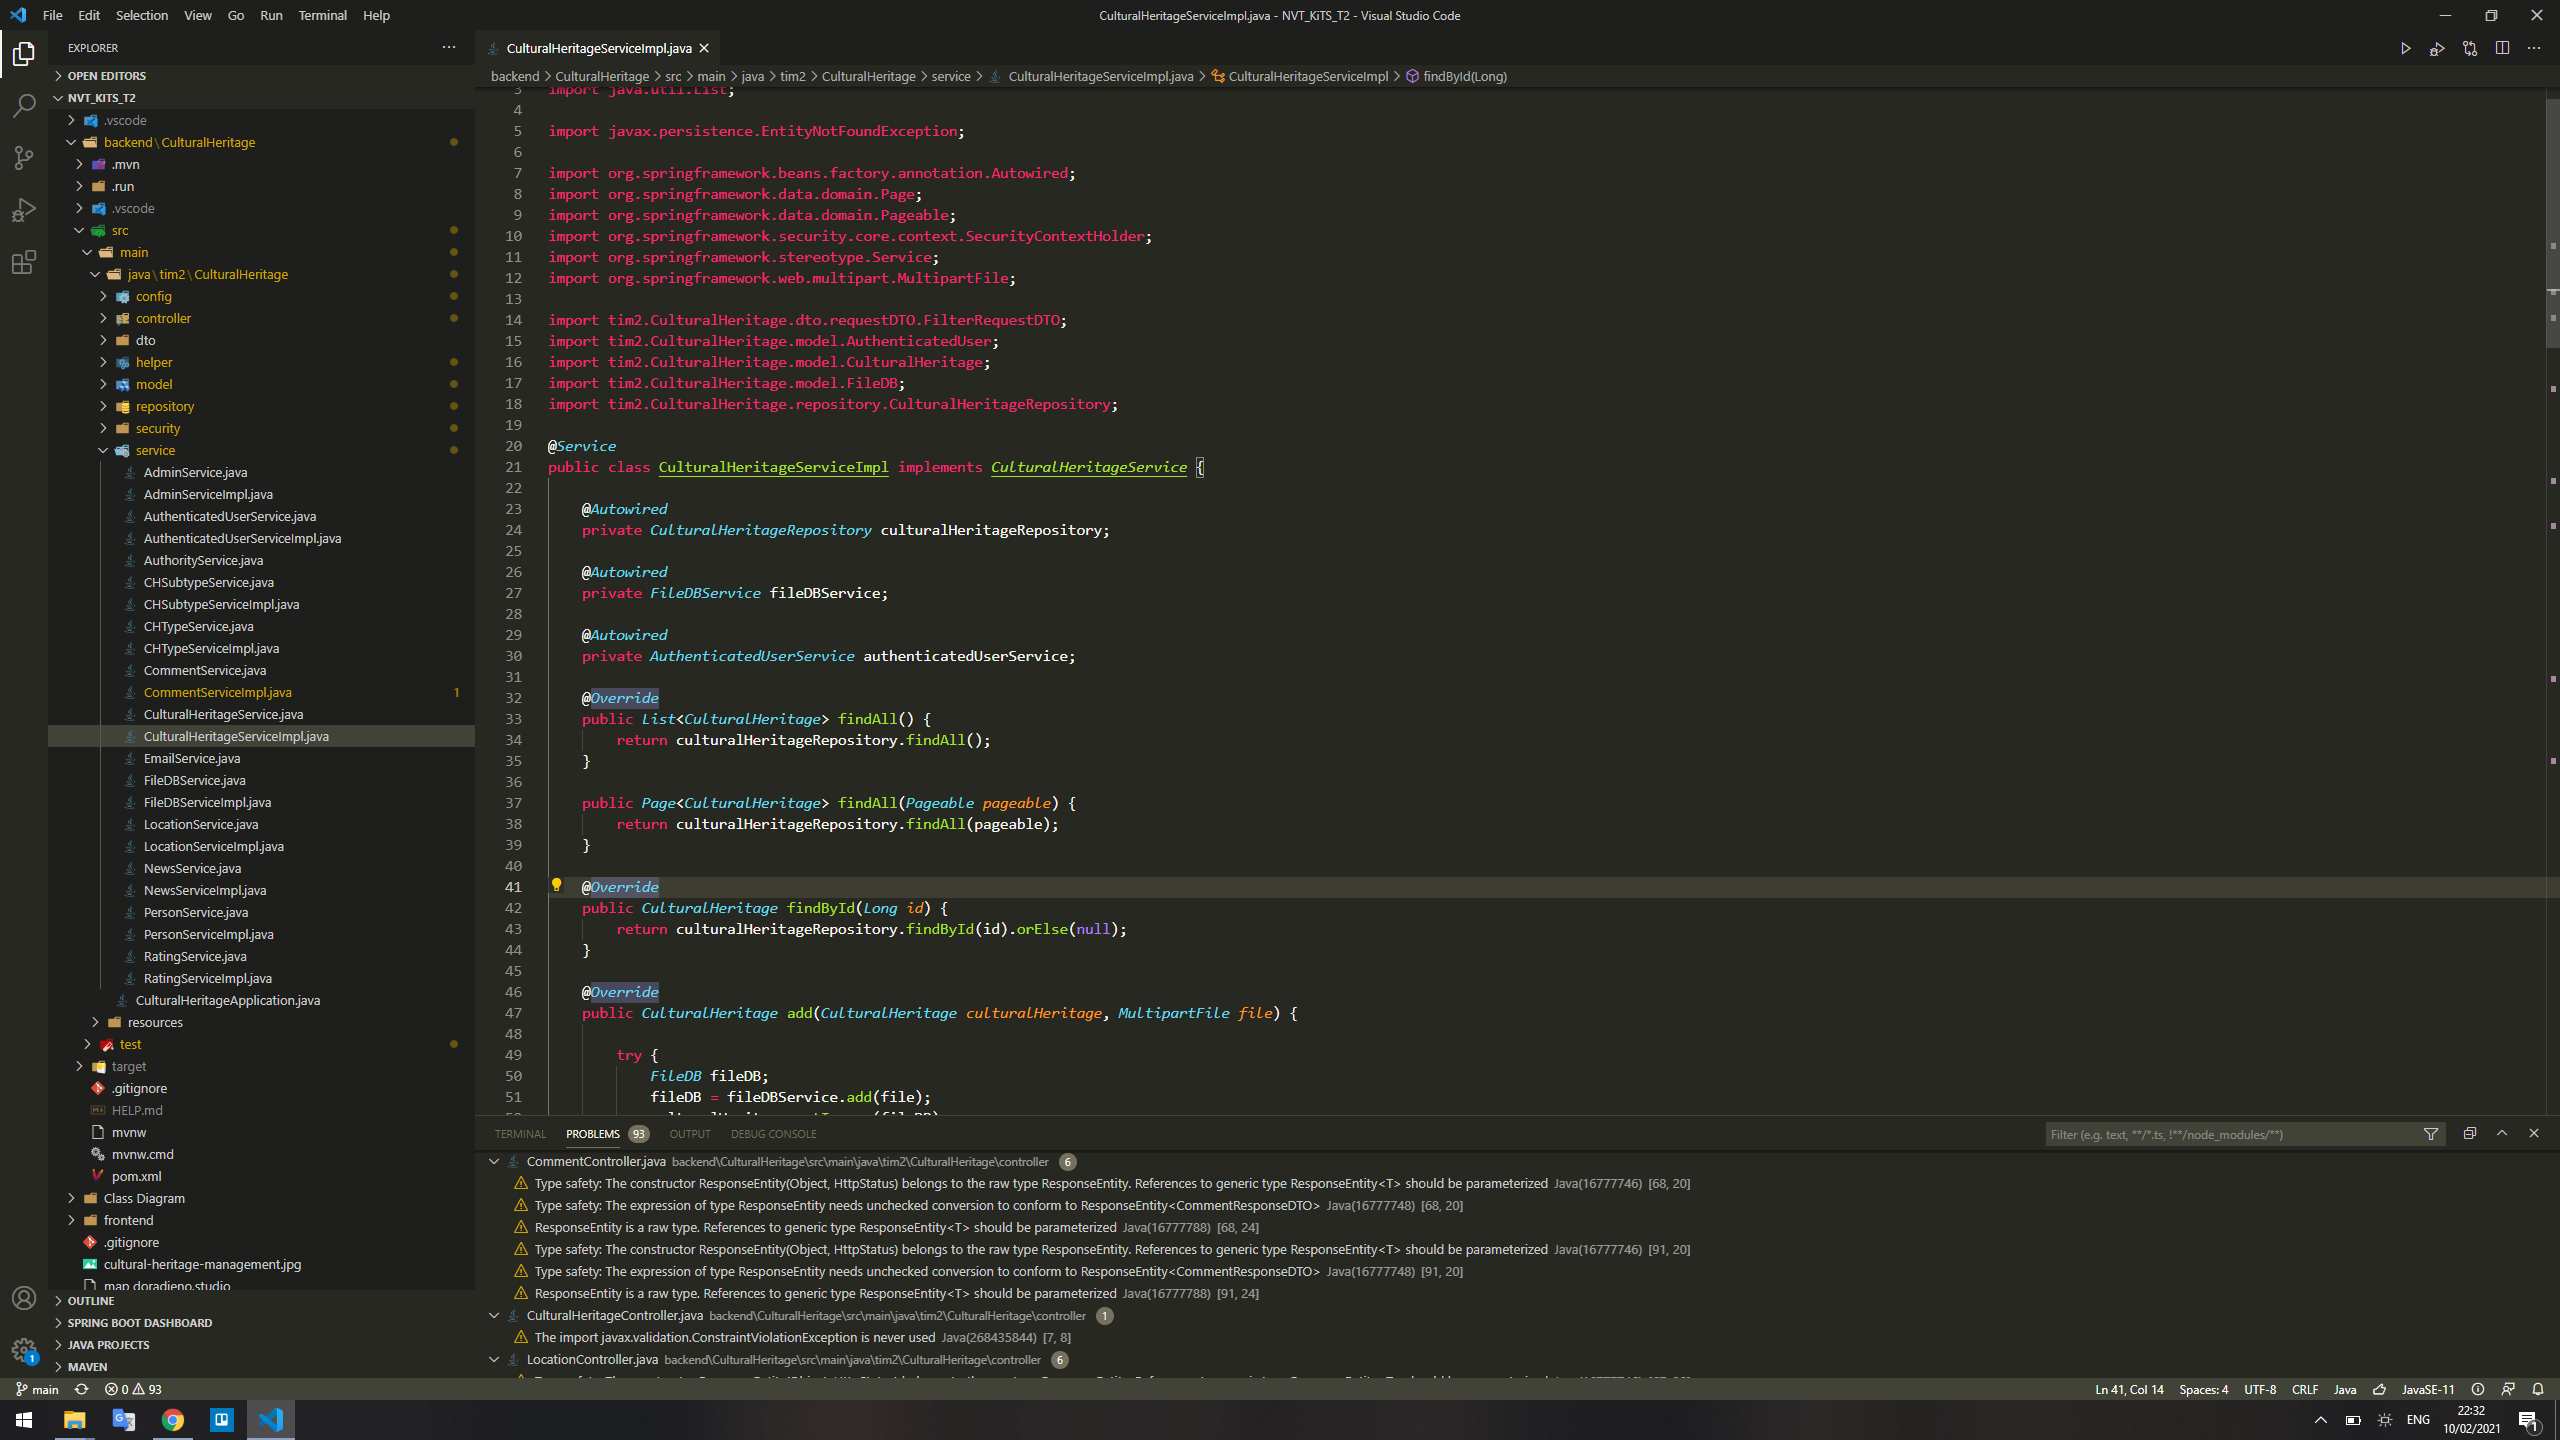 File Edit Selection View Go Run Terminal Help
CulturalHeritageServiceImpl.java - NVT_KiTS_T2 - Visual Studio Code
EXPLORER
OPEN EDITORS
NVT_KITS_T2
.vscode
backend\CulturalHeritage
.mvn
.run
.vscode
src
main
java\tim2\CulturalHeritage
config
controller
dto
helper
model
repository
security
service
AdminService.java
AdminServiceImpl.java
AuthenticatedUserService.java
AuthenticatedUserServiceImpl.java
AuthorityService.java
CHSubtypeService.java
CHSubtypeServiceImpl.java
CHTypeService.java
CHTypeServiceImpl.java
CommentService.java
CommentServiceImpl.java 1
CulturalHeritageService.java
CulturalHeritageServiceImpl.java
EmailService.java
FileDBService.java
FileDBServiceImpl.java
LocationService.java
LocationServiceImpl.java
NewsService.java
NewsServiceImpl.java
PersonService.java
PersonServiceImpl.java
RatingService.java
RatingServiceImpl.java
CulturalHeritageApplication.java
resources
test
target
.gitignore
HELP.md
mvnw
mvnw.cmd
pom.xml
Class Diagram
frontend
.gitignore
cultural-heritage-management.jpg
map.doradjeno.studio
OUTLINE
SPRING BOOT DASHBOARD
JAVA PROJECTS
MAVEN
CulturalHeritageServiceImpl.java
backend > CulturalHeritage > src > main > java > tim2 > CulturalHeritage > service > CulturalHeritageServiceImpl.java > CulturalHeritageServiceImpl > findById(Long)
3 import java.util.List;
4
5 import javax.persistence.EntityNotFoundException;
6
7 import org.springframework.beans.factory.annotation.Autowired;
8 import org.springframework.data.domain.Page;
9 import org.springframework.data.domain.Pageable;
10 import org.springframework.security.core.context.SecurityContextHolder;
11 import org.springframework.stereotype.Service;
12 import org.springframework.web.multipart.MultipartFile;
13
14 import tim2.CulturalHeritage.dto.requestDTO.FilterRequestDTO;
15 import tim2.CulturalHeritage.model.AuthenticatedUser;
16 import tim2.CulturalHeritage.model.CulturalHeritage;
17 import tim2.CulturalHeritage.model.FileDB;
18 import tim2.CulturalHeritage.repository.CulturalHeritageRepository;
19
20 @Service
21 public class CulturalHeritageServiceImpl implements CulturalHeritageService {
22
23 @Autowired
24 private CulturalHeritageRepository culturalHeritageRepository;
25
26 @Autowired
27 private FileDBService fileDBService;
28
29 @Autowired
30 private AuthenticatedUserService authenticatedUserService;
31
32 @Override
33 public List<CulturalHeritage> findAll() {
34 return culturalHeritageRepository.findAll();
35 }
36
37 public Page<CulturalHeritage> findAll(Pageable pageable) {
38 return culturalHeritageRepository.findAll(pageable);
39 }
40
41 @Override
42 public CulturalHeritage findById(Long id) {
43 return culturalHeritageRepository.findById(id).orElse(null);
44 }
45
46 @Override
47 public CulturalHeritage add(CulturalHeritage culturalHeritage, MultipartFile file) {
48
49 try {
50 FileDB fileDB;
51 fileDB = fileDBService.add(file);
TERMINAL PROBLEMS 93 OUTPUT DEBUG CONSOLE
Filter (e.g. text, **/*.ts, !**/node_modules/**)
CommentController.java backend\CulturalHeritage\src\main\java\tim2\CulturalHeritage\controller 6
Type safety: The constructor ResponseEntity(Object, HttpStatus) belongs to the raw type ResponseEntity. References to generic type ResponseEntity<T> should be parameterized Java(16777746) [68, 20]
Type safety: The expression of type ResponseEntity needs unchecked conversion to conform to ResponseEntity<CommentResponseDTO> Java(16777748) [68, 20]
ResponseEntity is a raw type. References to generic type ResponseEntity<T> should be parameterized Java(16777788) [68, 24]
Type safety: The constructor ResponseEntity(Object, HttpStatus) belongs to the raw type ResponseEntity. References to generic type ResponseEntity<T> should be parameterized Java(16777746) [91, 20]
Type safety: The expression of type ResponseEntity needs unchecked conversion to conform to ResponseEntity<CommentResponseDTO> Java(16777748) [91, 20]
ResponseEntity is a raw type. References to generic type ResponseEntity<T> should be parameterized Java(16777788) [91, 24]
CulturalHeritageController.java backend\CulturalHeritage\src\main\java\tim2\CulturalHeritage\controller 1
The import javax.validation.ConstraintViolationException is never used Java(268435844) [7, 8]
LocationController.java backend\CulturalHeritage\src\main\java\tim2\CulturalHeritage\controller 6
1
main 0 93
Ln 41, Col 14 Spaces: 4 UTF-8 CRLF Java JavaSE-11
ENG
22:32
10/02/2021
1